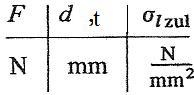 F d ,t σl zul
N mm N/mm²